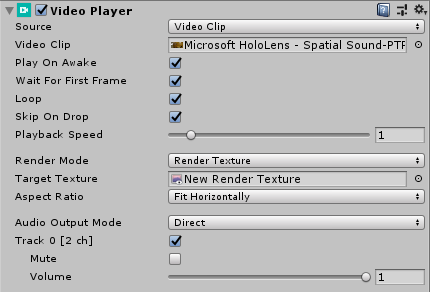 Video Player
Source Video Clip
Video Clip Microsoft HoloLens - Spatial Sound-PTP
Play On Awake
Wait For First Frame
Loop
Skip On Drop
Playback Speed 1
Render Mode Render Texture
Target Texture New Render Texture
Aspect Ratio Fit Horizontally
Audio Output Mode Direct
Track 0 [2 ch]
Mute
Volume 1